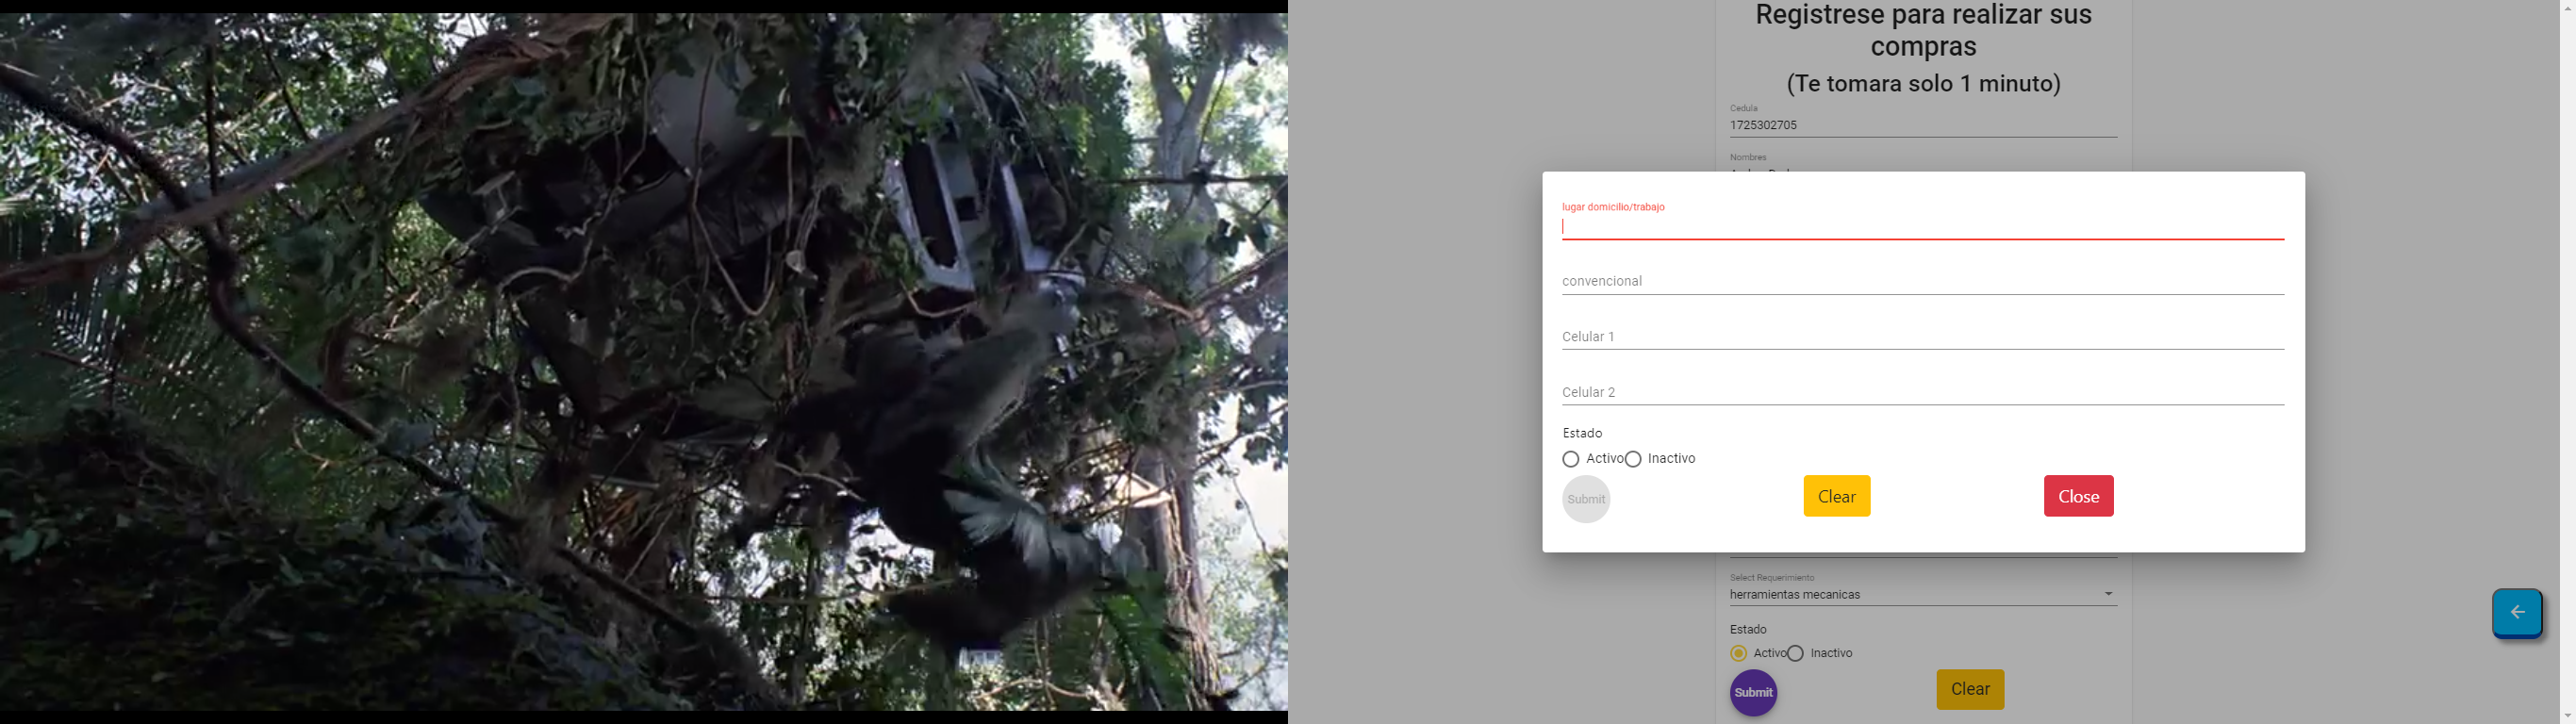 Registrese para realizar sus
compras
(Te tomara solo 1 minuto)
Cedula
1725302705
Nombres
lugar domicilio/trabajo
convencional
Celular 1
Celular 2
Estado
Activo Inactivo
Submit Clear Close
Select Requerimiento
herramientas mecanicas
Estado
Activo Inactivo
Submit Clear